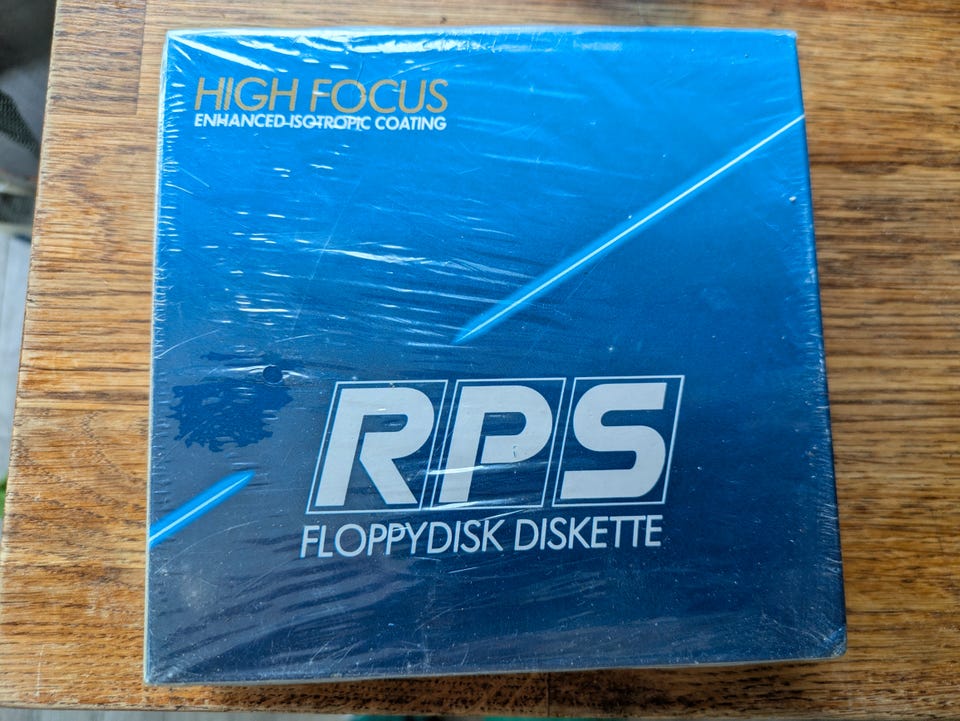 HIGH FOCUS
ENHANCED-ISOTROPIC COATING
RPS
FLOPPYDISK DISKETTE